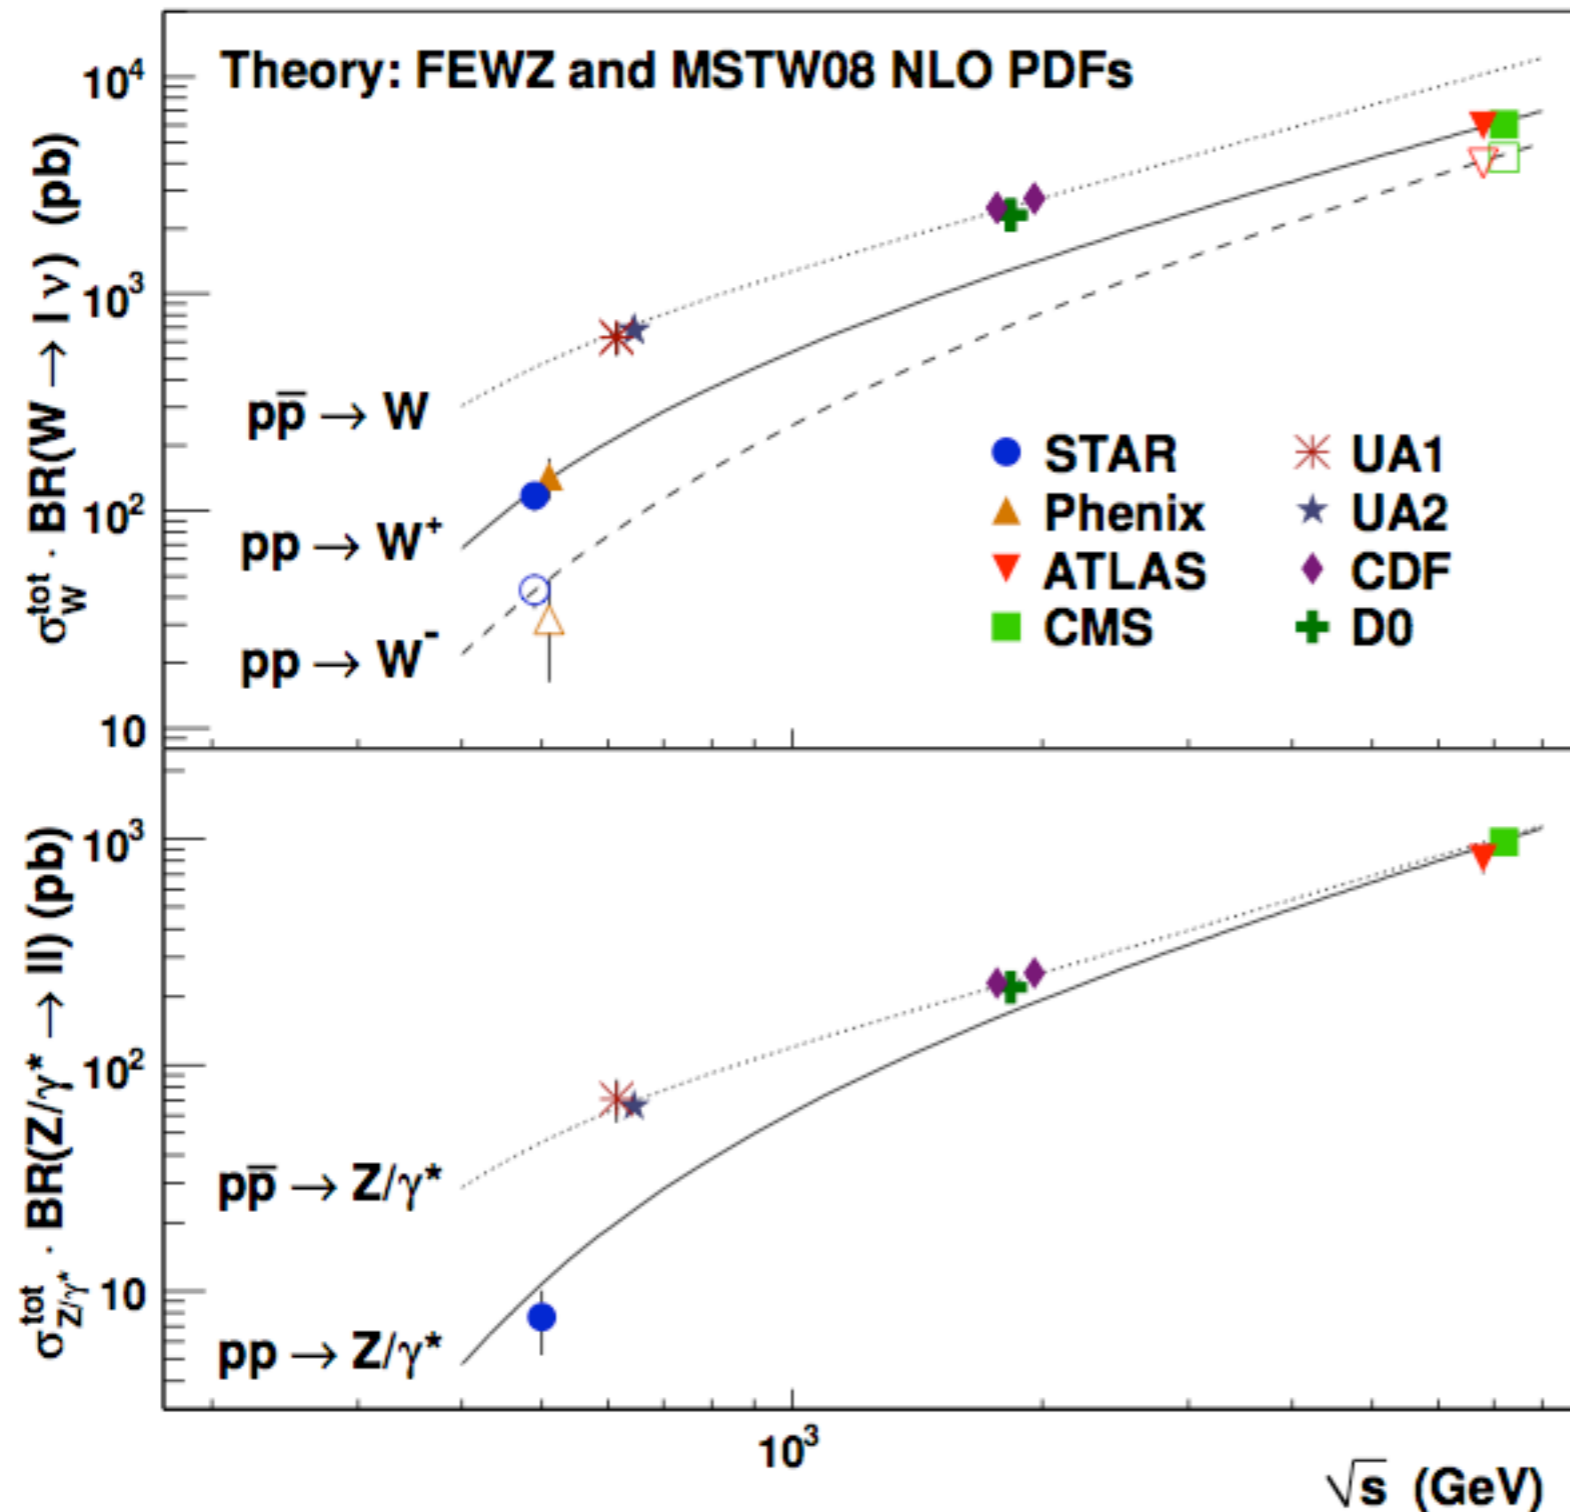 Theory: FEWZ and MSTW08 NLO PDFs
σ_W^tot · BR(W → l ν) (pb)
10⁴
10³
10²
10
pp̅ → W
pp → W⁺
pp → W⁻
STAR
Phenix
ATLAS
CMS
UA1
UA2
CDF
D0
σ_Z/γ*^tot · BR(Z/γ* → ll) (pb)
10³
10²
10
pp̅ → Z/γ*
pp → Z/γ*
10³
√s (GeV)